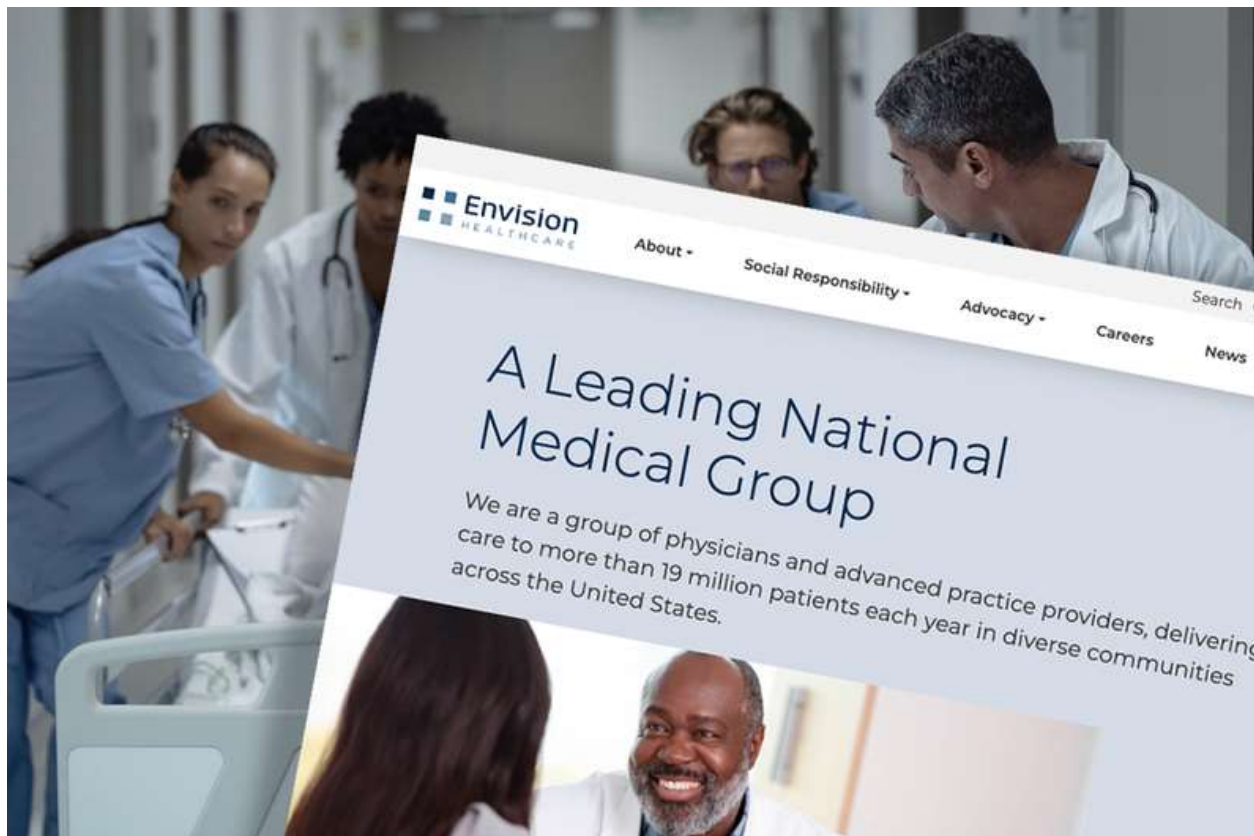 Envision
HEALTHCARE
Search
About
Social Responsibility
Advocacy
Careers
News
A Leading National
Medical Group
We are a group of physicians and advanced practice providers, delivering
care to more than 19 million patients each year in diverse communities
across the United States.